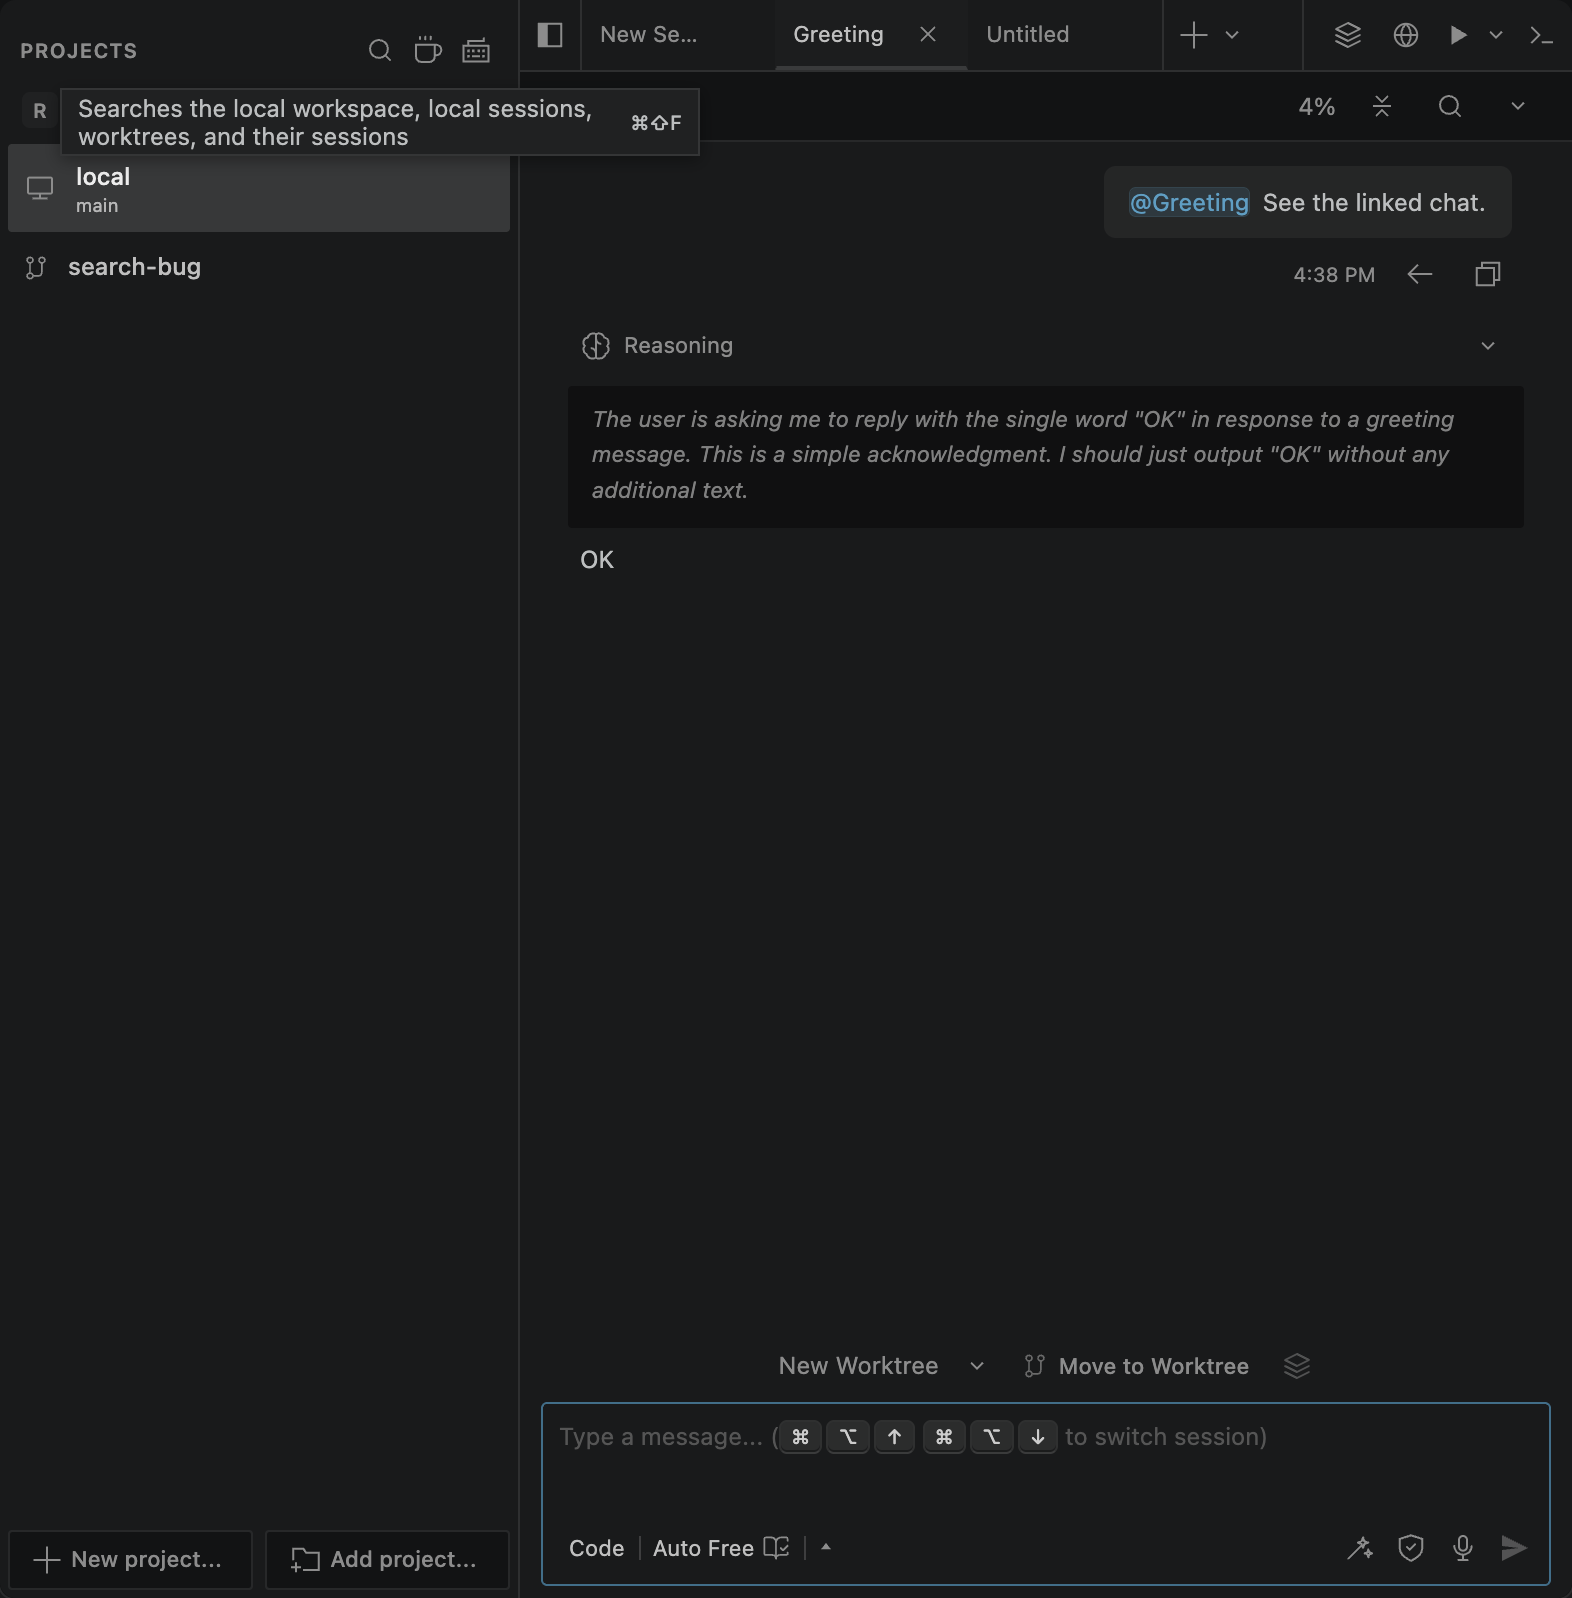 PROJECTS
New Se...
Greeting
Untitled
R
Searches the local workspace, local sessions,
worktrees, and their sessions
⌘⇧F
4%
local
main
search-bug
@Greeting See the linked chat.
4:38 PM
Reasoning
The user is asking me to reply with the single word "OK" in response to a greeting
message. This is a simple acknowledgment. I should just output "OK" without any
additional text.
OK
New Worktree
Move to Worktree
Type a message... (⌘ ⌥ ↑ ⌘ ⌥ ↓ to switch session)
Code
Auto Free
New project...
Add project...